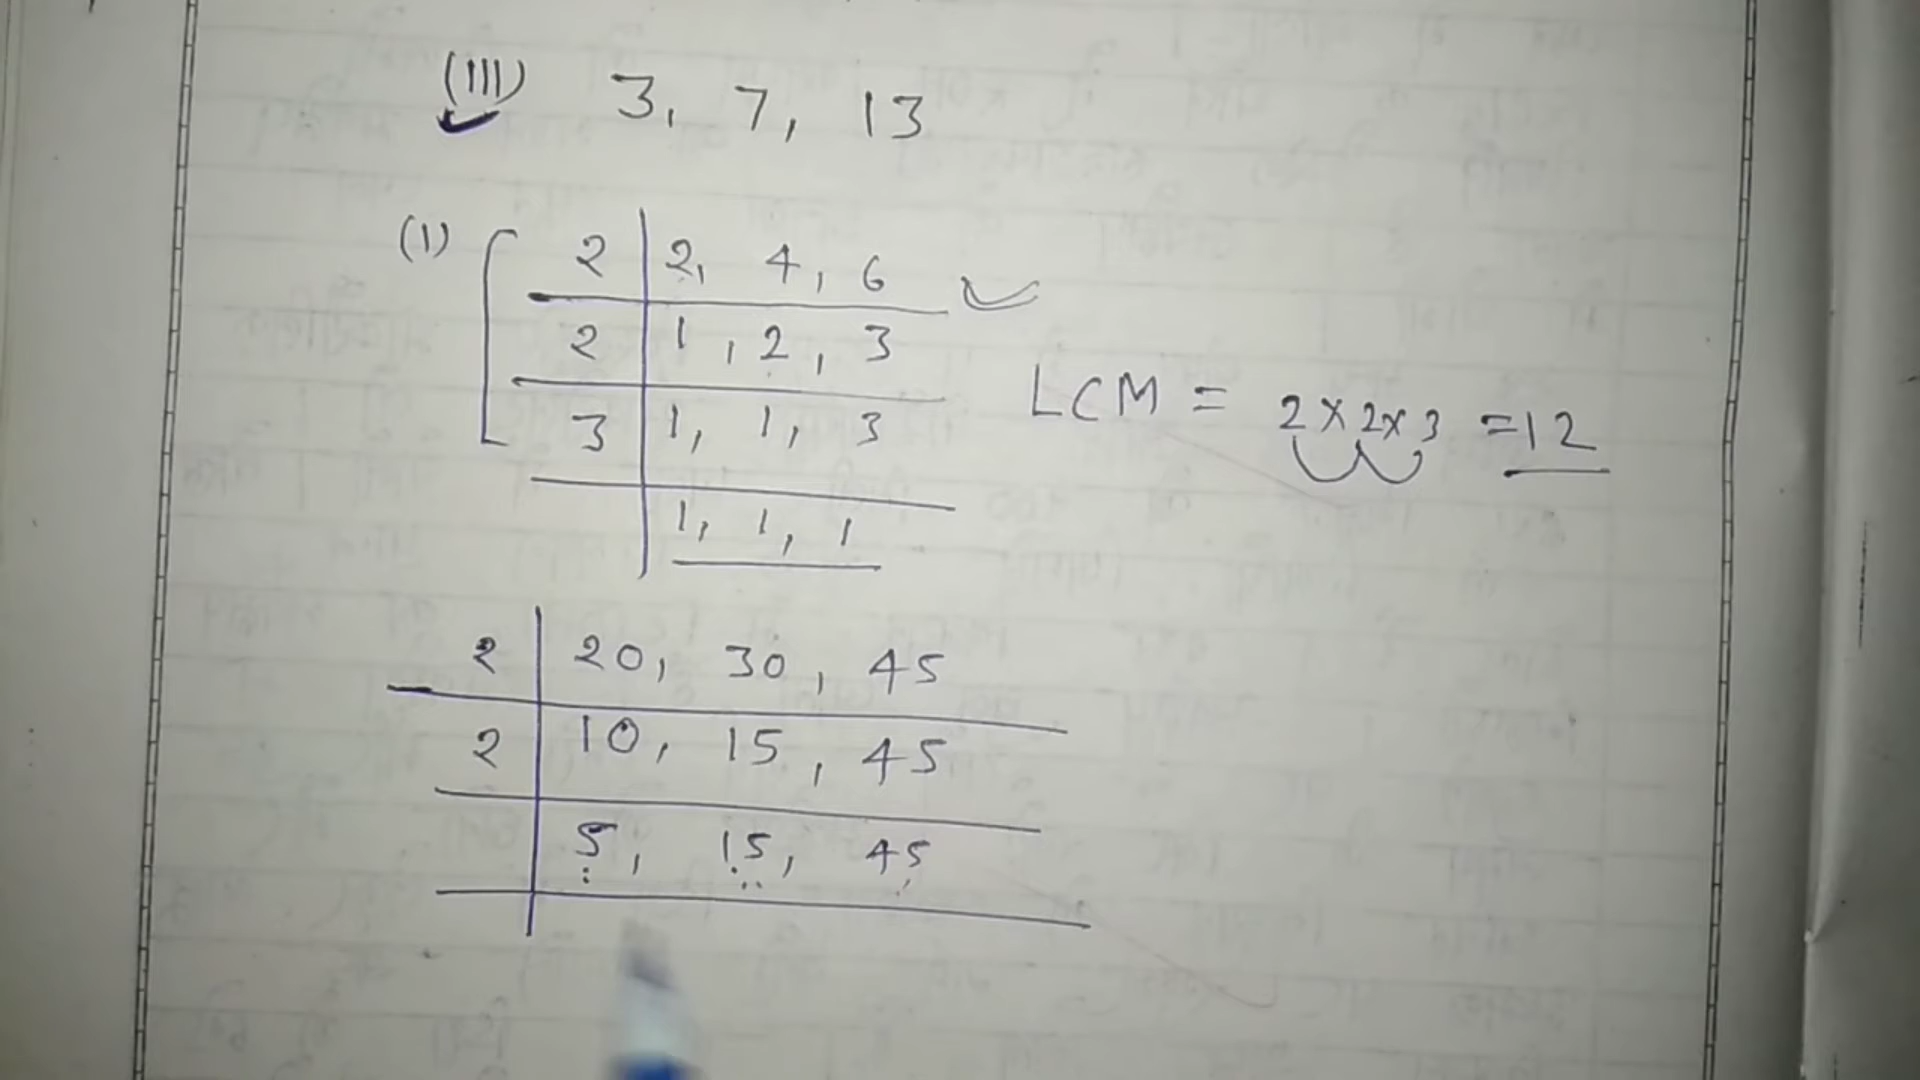 (III) 3, 7, 13
(1) 2 2, 4, 6
2 1, 2, 3
3 1, 1, 3
LCM = 2×2×3 =12
1, 1, 1
2 20, 30, 45
2 10, 15, 45
5, 15, 45